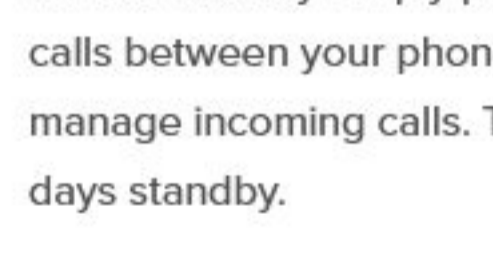 calls between your phon
manage incoming calls. T
days standby.